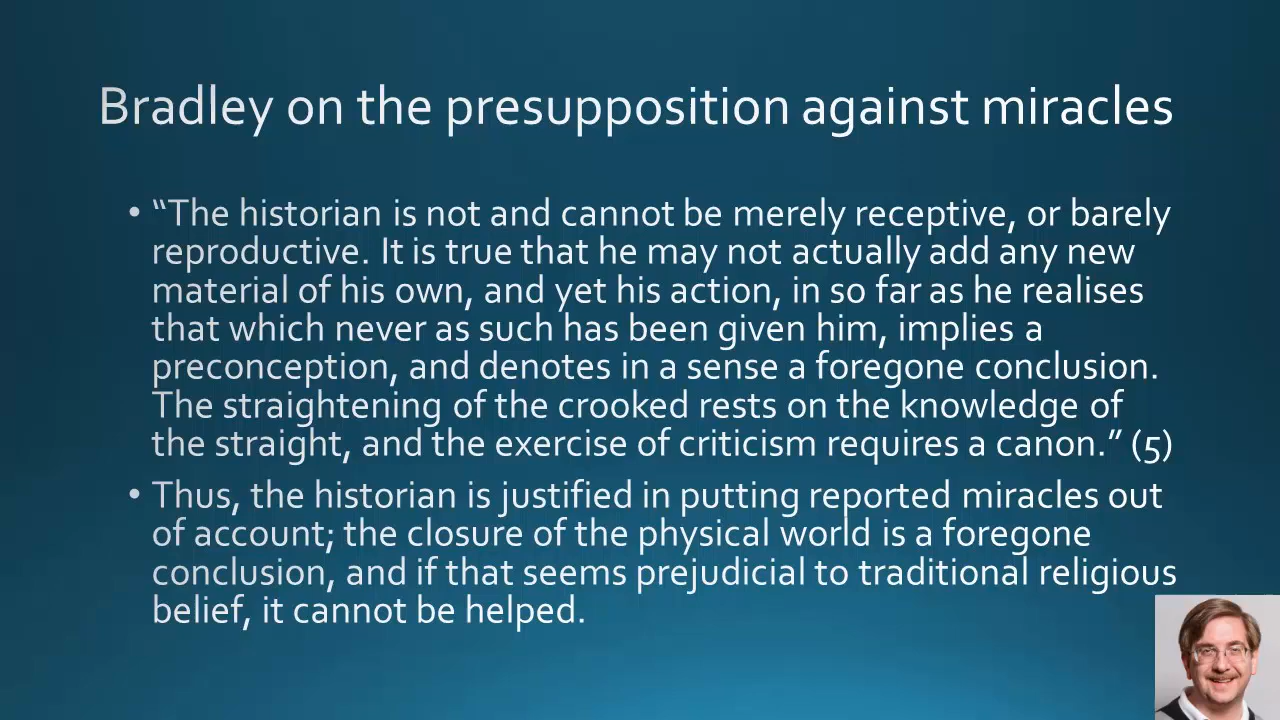 Bradley on the presupposition against miracles
• “The historian is not and cannot be merely receptive, or barely
reproductive. It is true that he may not actually add any new
material of his own, and yet his action, in so far as he realises
that which never as such has been given him, implies a
preconception, and denotes in a sense a foregone conclusion.
The straightening of the crooked rests on the knowledge of
the straight, and the exercise of criticism requires a canon.” (5)
• Thus, the historian is justified in putting reported miracles out
of account; the closure of the physical world is a foregone
conclusion, and if that seems prejudicial to traditional religious
belief, it cannot be helped.